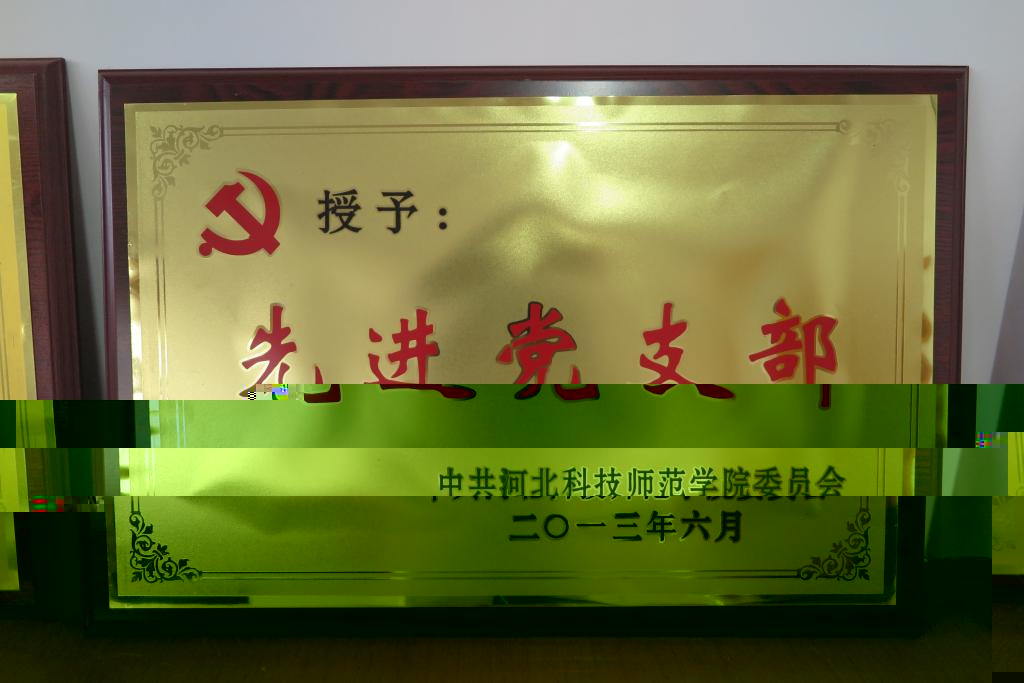 授予：
先进党支部
中共河北科技师范学院委员会
二〇一三年六月